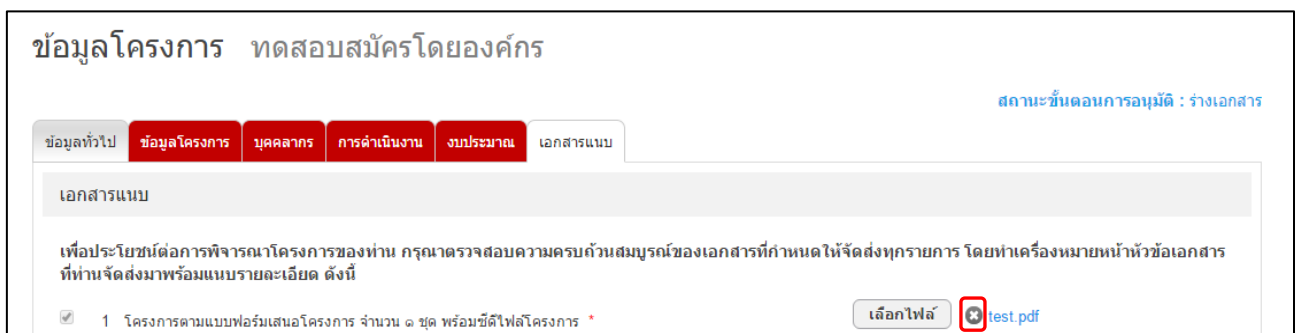 ข้อมูลโครงการ ทดสอบสมัครโดยองค์กร
สถานะขั้นตอนการอนุมัติ : ร่างเอกสาร
ข้อมูลทั่วไป ข้อมูลโครงการ บุคคลากร การดำเนินงาน งบประมาณ เอกสารแนบ
เอกสารแนบ
เพื่อประโยชน์ต่อการพิจารณาโครงการของท่าน กรุณาตรวจสอบความครบถ้วนสมบูรณ์ของเอกสารที่กำหนดให้จัดส่งทุกรายการ โดยทำเครื่องหมายหน้าหัวข้อเอกสาร
ที่ท่านจัดส่งมาพร้อมแนบรายละเอียด ดังนี้
1 โครงการตามแบบฟอร์มเสนอโครงการ จำนวน ๑ ชุด พร้อมซีดีไฟล์โครงการ * เลือกไฟล์ test.pdf